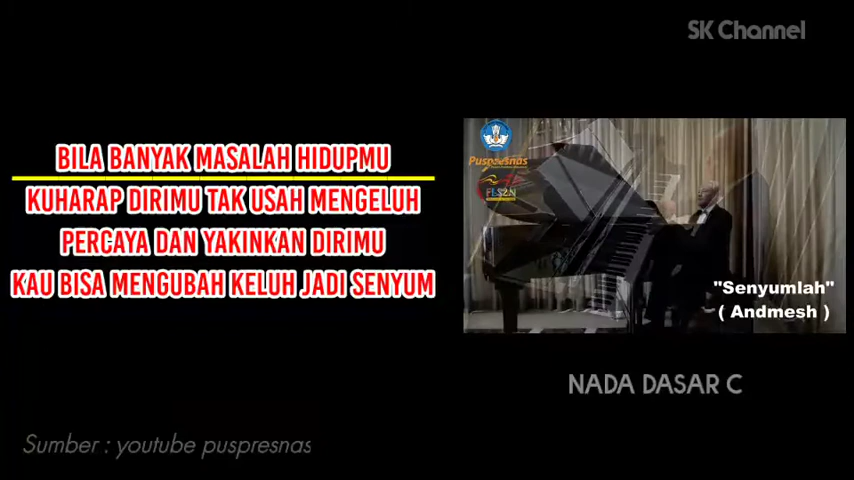 SK Channel
BILA BANYAK MASALAH HIDUPMU
KUHARAP DIRIMU TAK USAH MENGELUH
PERCAYA DAN YAKINKAN DIRIMU
KAU BISA MENGUBAH KELUH JADI SENYUM
Puspresnas
FLS2N
"Senyumlah"
( Andmesh )
NADA DASAR C
Sumber : youtube puspresnas